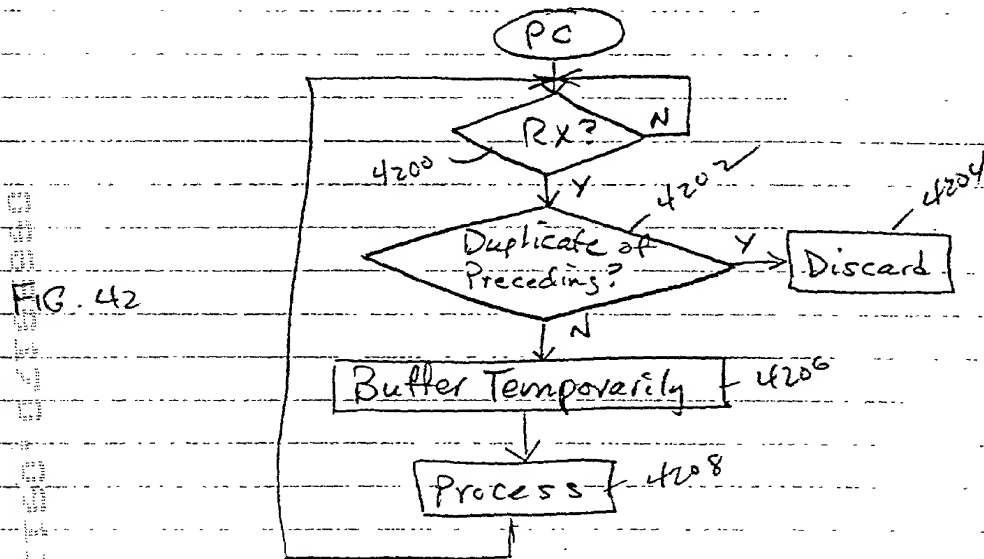 PC
RX?
N
4200
Y
4202
4204
Duplicate of
Preceding?
Y
Discard
FIG. 42
N
Buffer Temporarily
4206
Process
4208